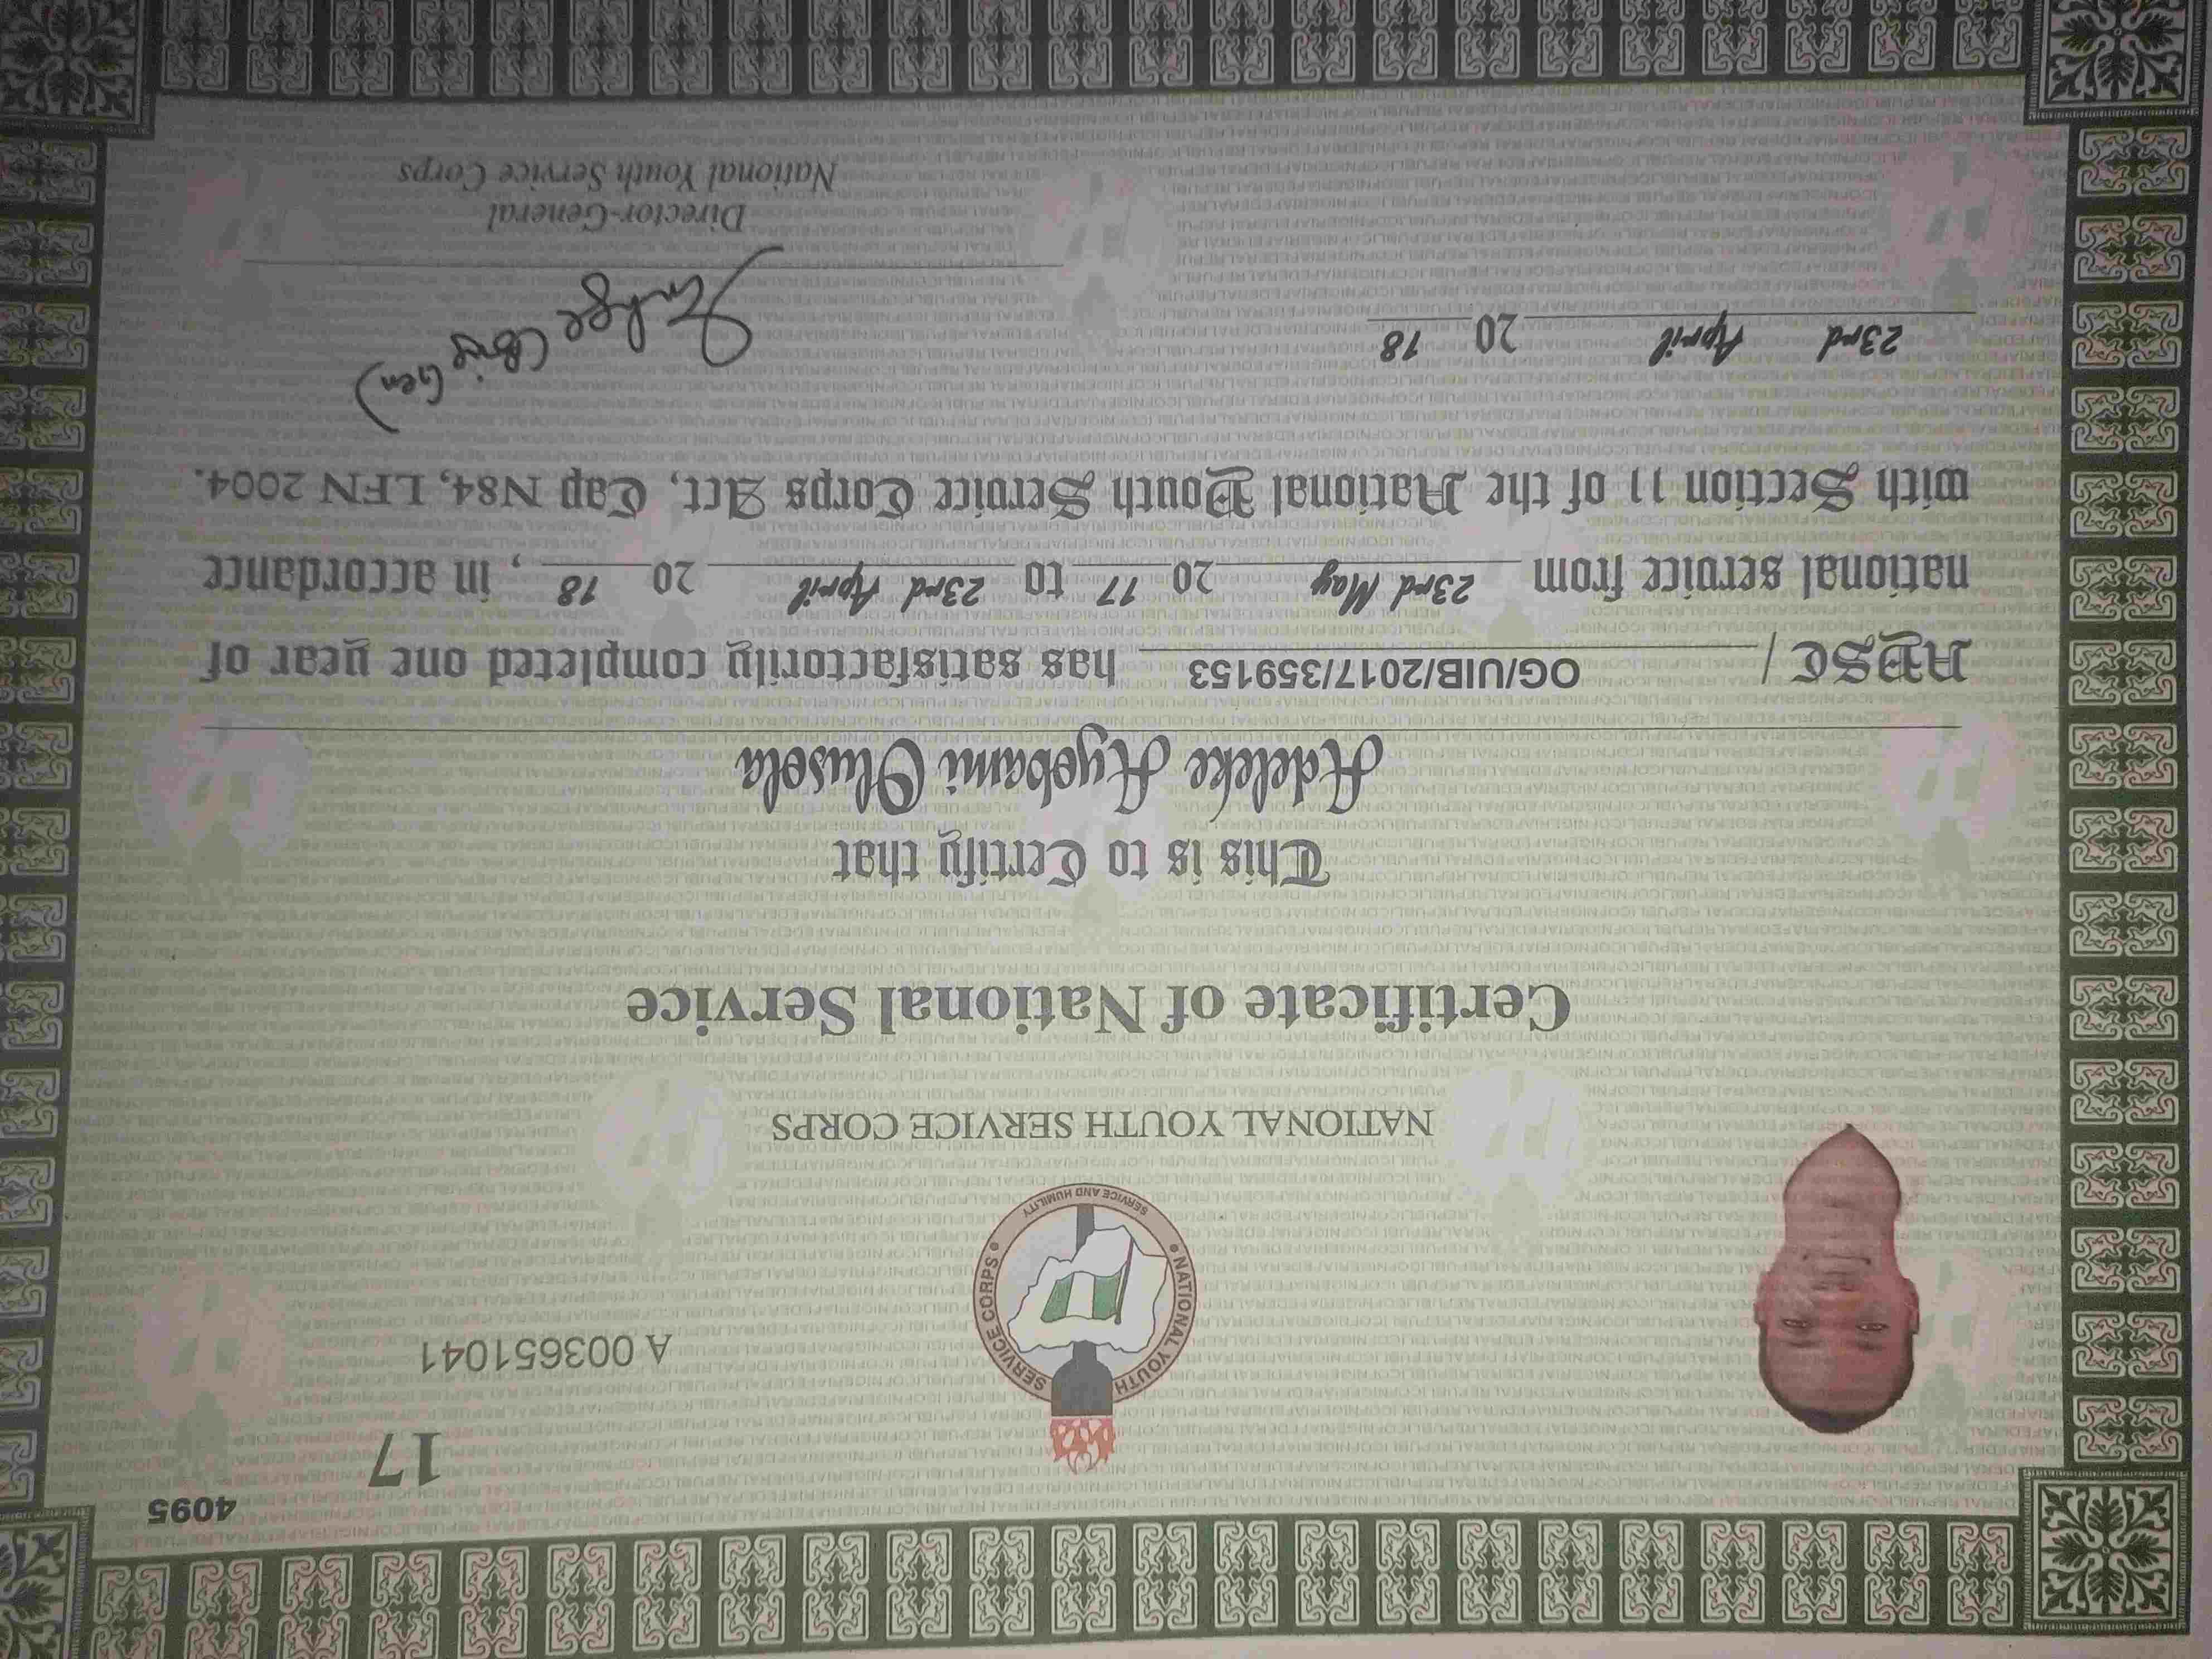 4095
17
A 003651041
NATIONAL YOUTH SERVICE CORPS
SERVICE AND HUMILITY
NATIONAL YOUTH SERVICE CORPS
Certificate of National Service
This is to Certify that
Adeleke Ayobami Olusola
NYSC / OG/UIB/2017/359153 has satisfactorily completed one year of
national service from 23rd May 20 17 to 23rd April 20 18, in accordance
with Section 11 of the National Youth Service Corps Act, Cap N84, LFN 2004.
23rd April 20 18
(Brig Gen)
Director-General
National Youth Service Corps